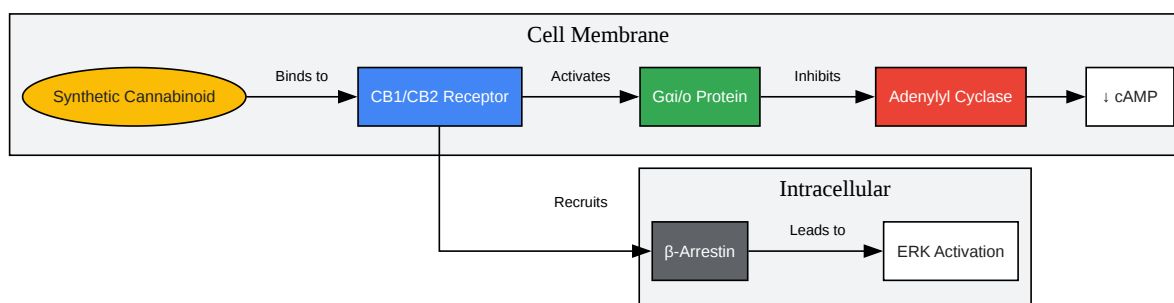 Cell Membrane
Synthetic Cannabinoid
Binds to
CB1/CB2 Receptor
Activates
Gαi/o Protein
Inhibits
Adenylyl Cyclase
↓ cAMP
Recruits
Intracellular
β-Arrestin
Leads to
ERK Activation